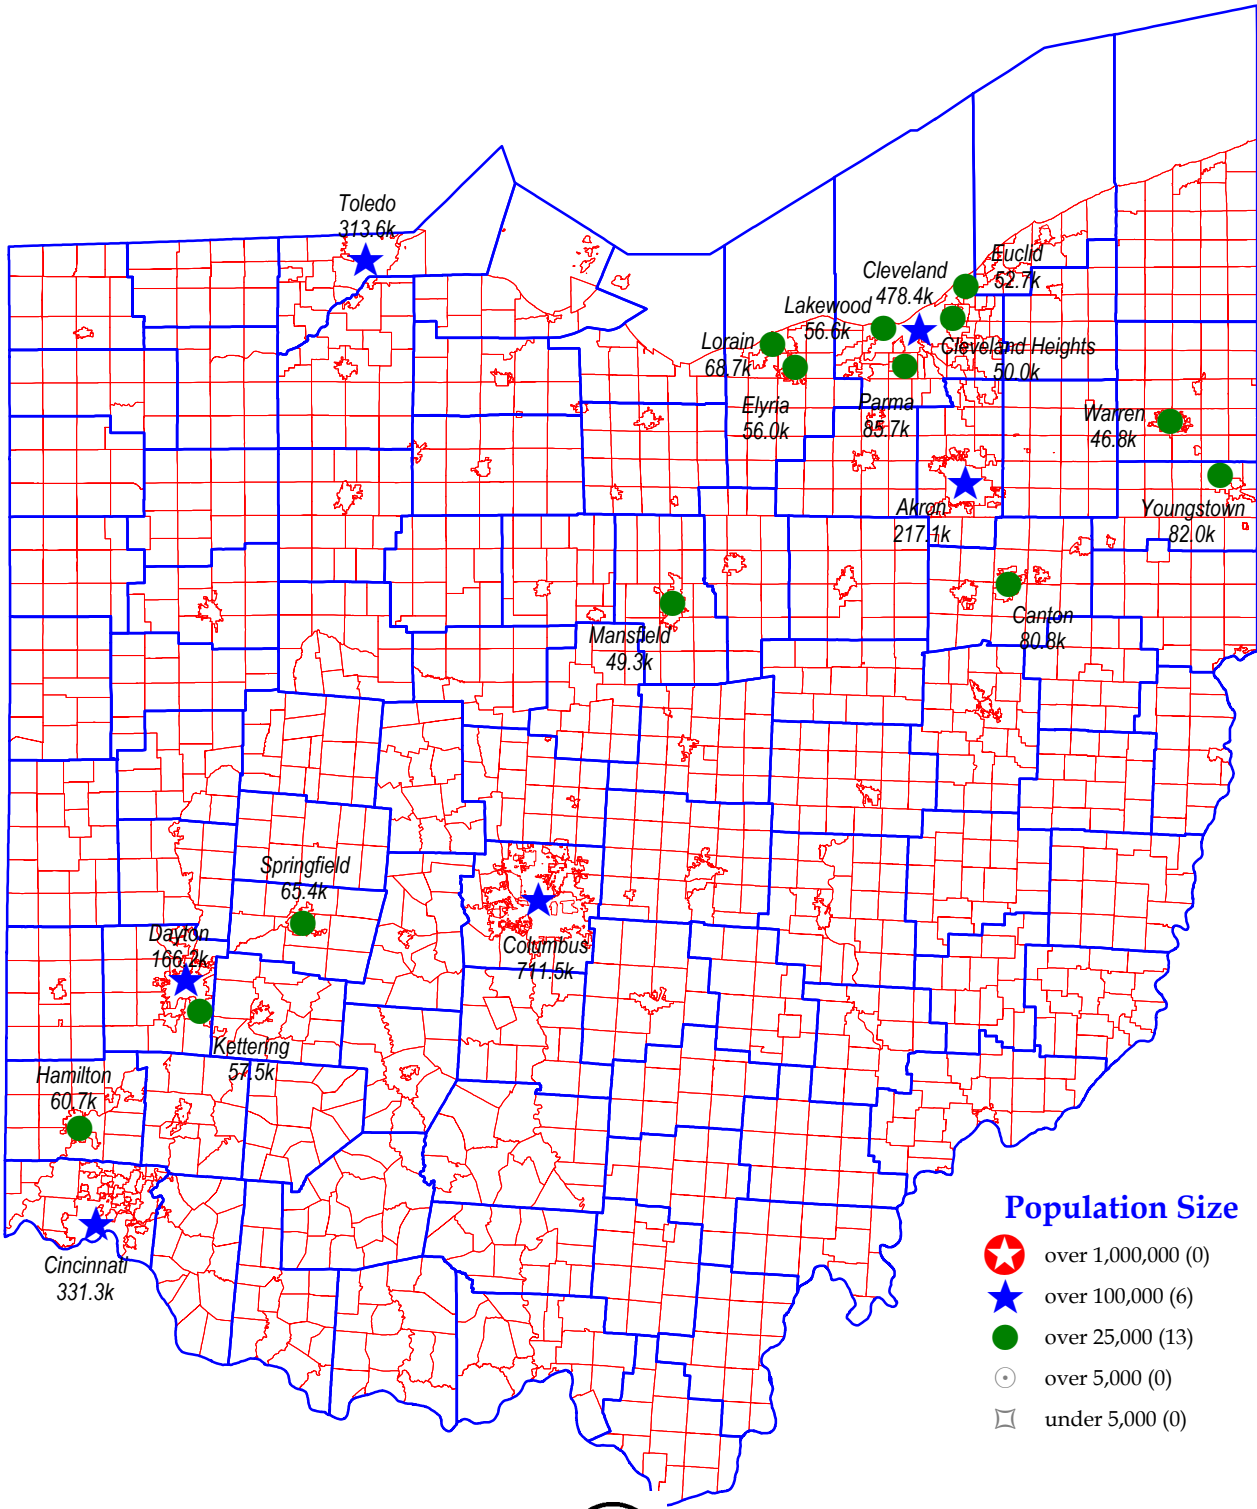 Toledo
313.6k
Euclid
52.7k
Cleveland
478.4k
Lakewood
56.6k
Lorain
68.7k
Cleveland Heights
50.0k
Elyria
56.0k
Parma
85.7k
Warren
46.8k
Akron
217.1k
Youngstown
82.0k
Canton
80.8k
Mansfield
49.3k
Springfield
65.4k
Dayton
166.2k
Columbus
711.5k
Kettering
57.5k
Hamilton
60.7k
Cincinnati
331.3k
Population Size
over 1,000,000 (0)
over 100,000 (6)
over 25,000 (13)
over 5,000 (0)
under 5,000 (0)